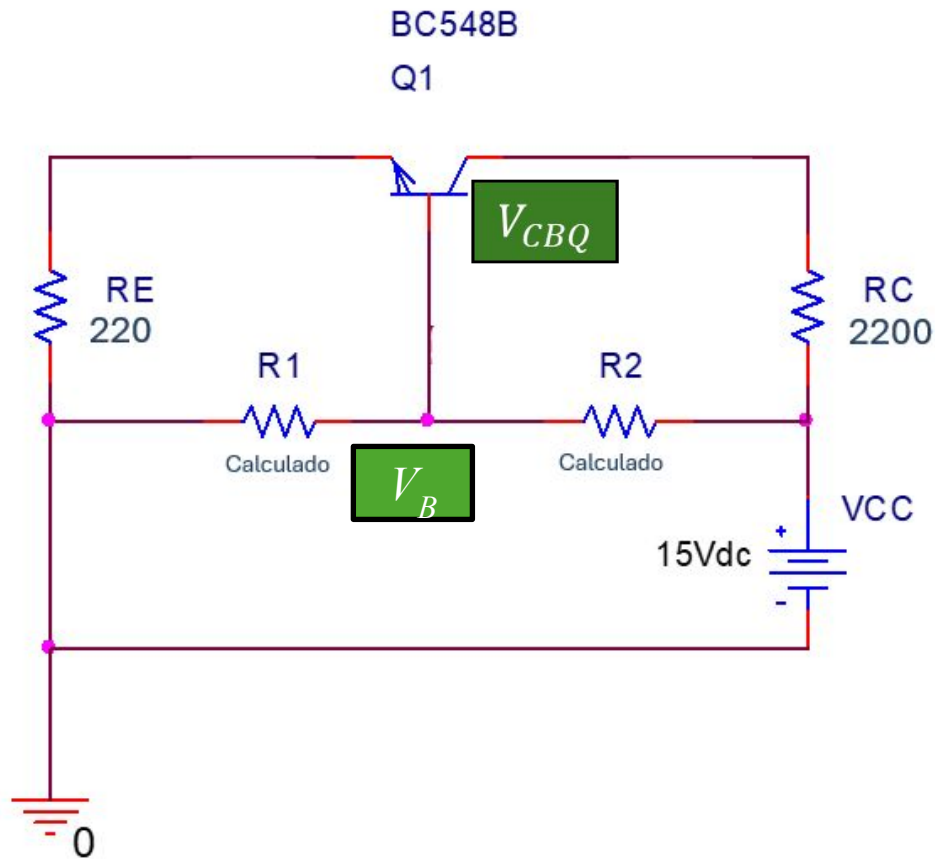 BC548B
Q1
V_CBQ
RE
220
RC
2200
R1
R2
Calculado
Calculado
V_B
VCC
+
15Vdc
-
0